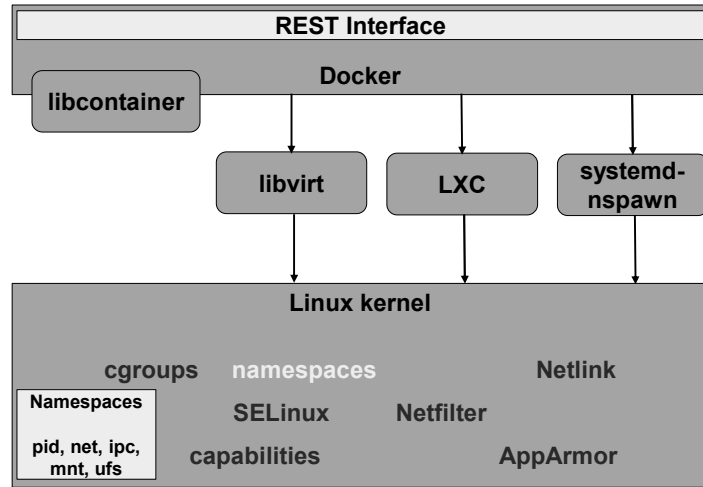 REST Interface
Docker
libcontainer
libvirt
LXC
systemd-
nspawn
Linux kernel
cgroups
namespaces
Netlink
Namespaces
pid, net, ipc,
mnt, ufs
SELinux
Netfilter
capabilities
AppArmor